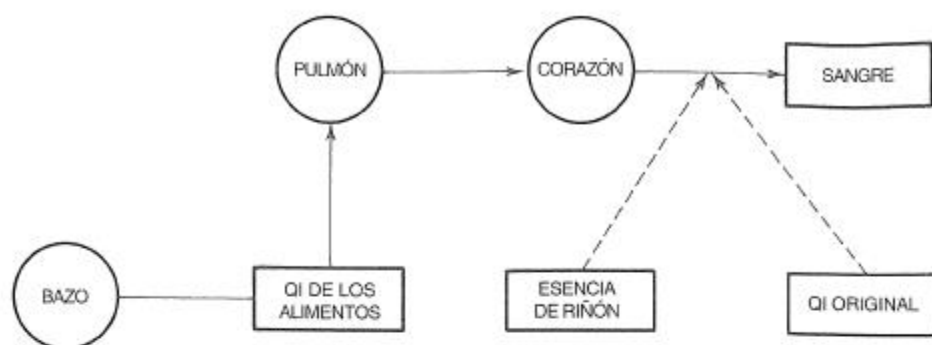 PULMÓN
CORAZÓN
SANGRE
BAZO
QI DE LOS
ALIMENTOS
ESENCIA
DE RIÑÓN
QI ORIGINAL